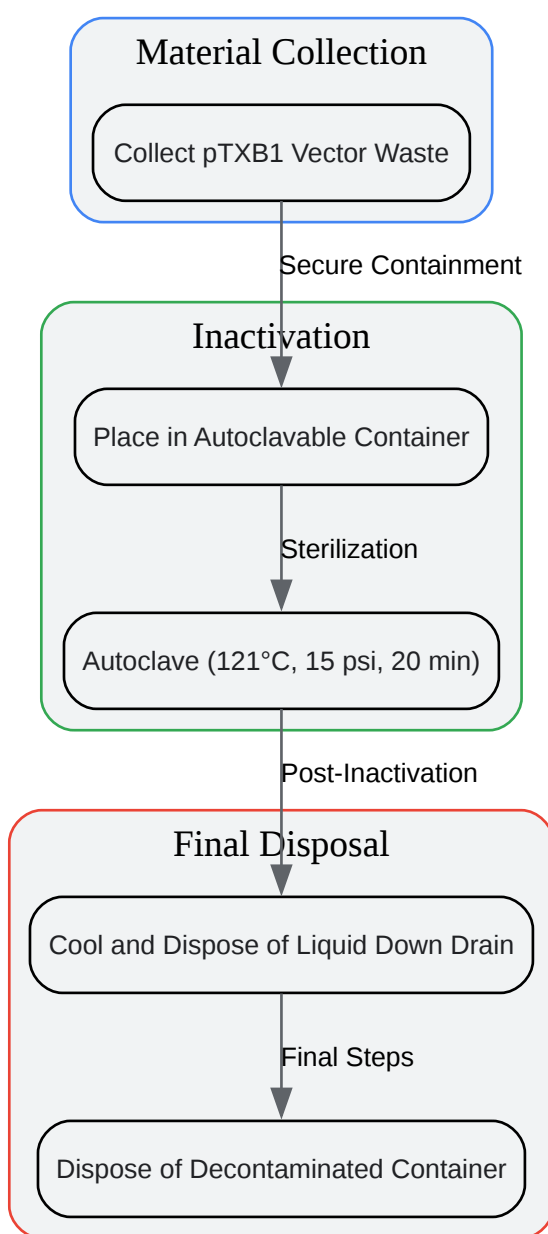 Material Collection
Collect pTXB1 Vector Waste
Secure Containment
Inactivation
Place in Autoclavable Container
Sterilization
Autoclave (121°C, 15 psi, 20 min)
Post-Inactivation
Final Disposal
Cool and Dispose of Liquid Down Drain
Final Steps
Dispose of Decontaminated Container